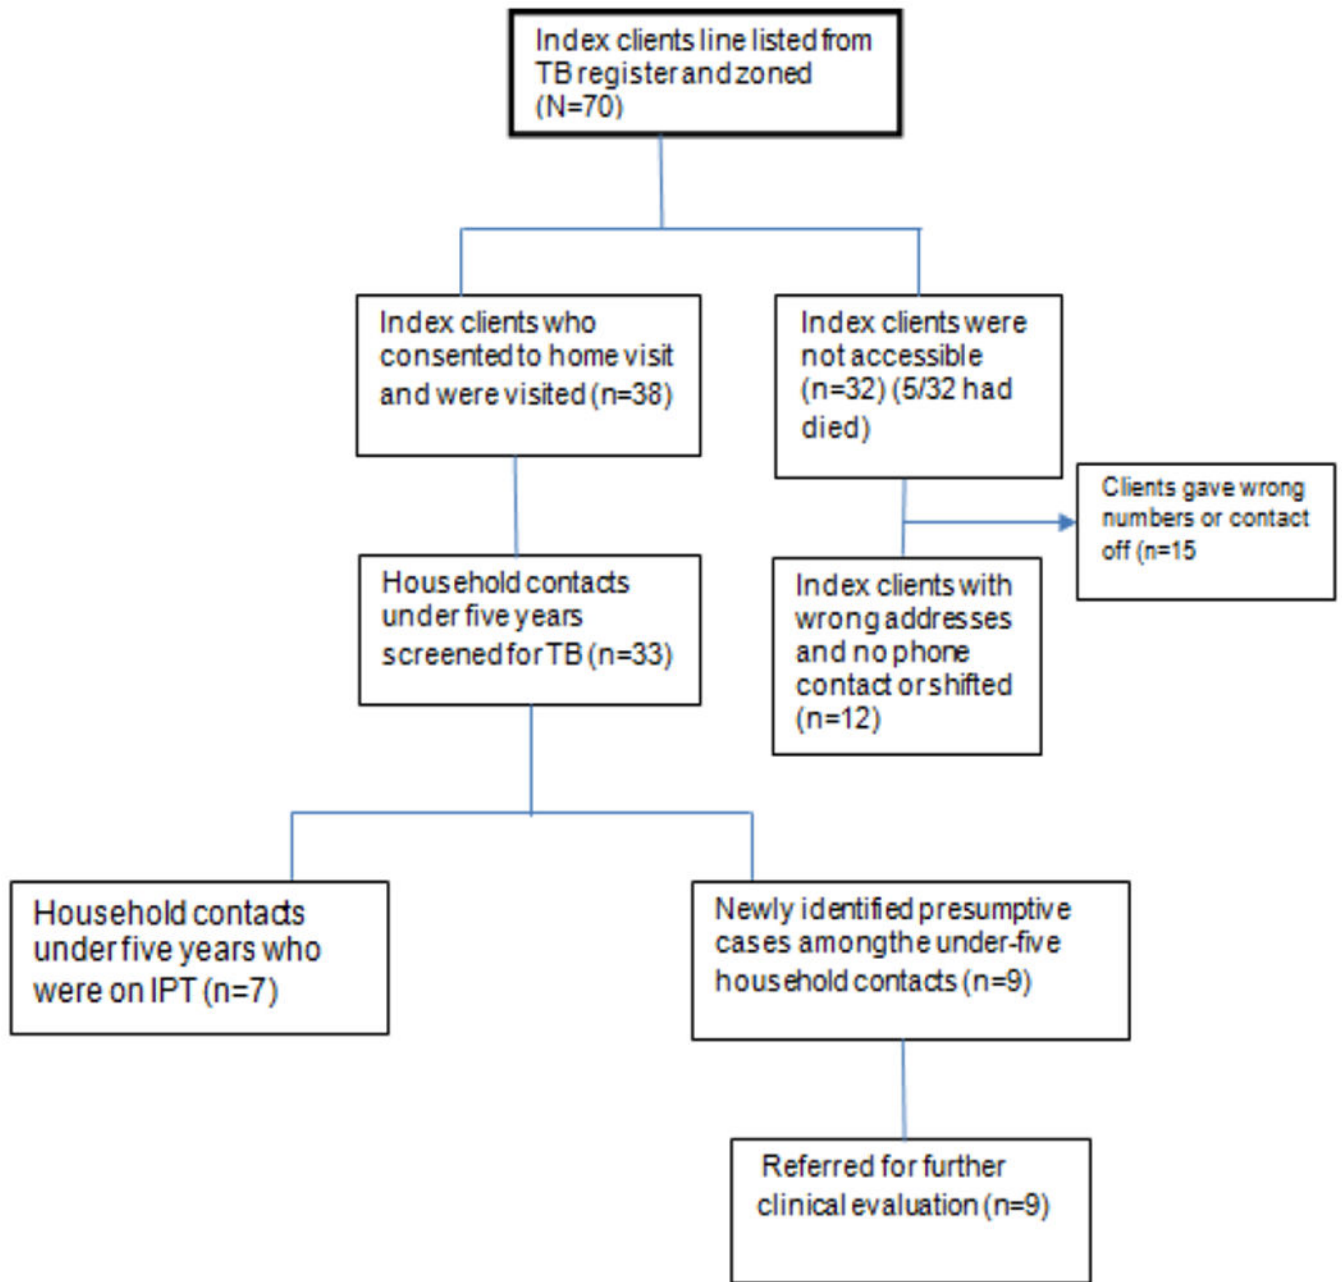 Index clients line listed from
TB register and zoned
(N=70)
Index clients who
consented to home visit
and were visited (n=38)
Index clients were
not accessible
(n=32) (5/32 had
died)
Clients gave wrong
numbers or contact
off (n=15
Household contacts
under five years
screened for TB (n=33)
Index clients with
wrong addresses
and no phone
contact or shifted
(n=12)
Household contacts
under five years who
were on IPT (n=7)
Newly identified presumptive
cases among the under-five
household contacts (n=9)
Referred for further
clinical evaluation (n=9)